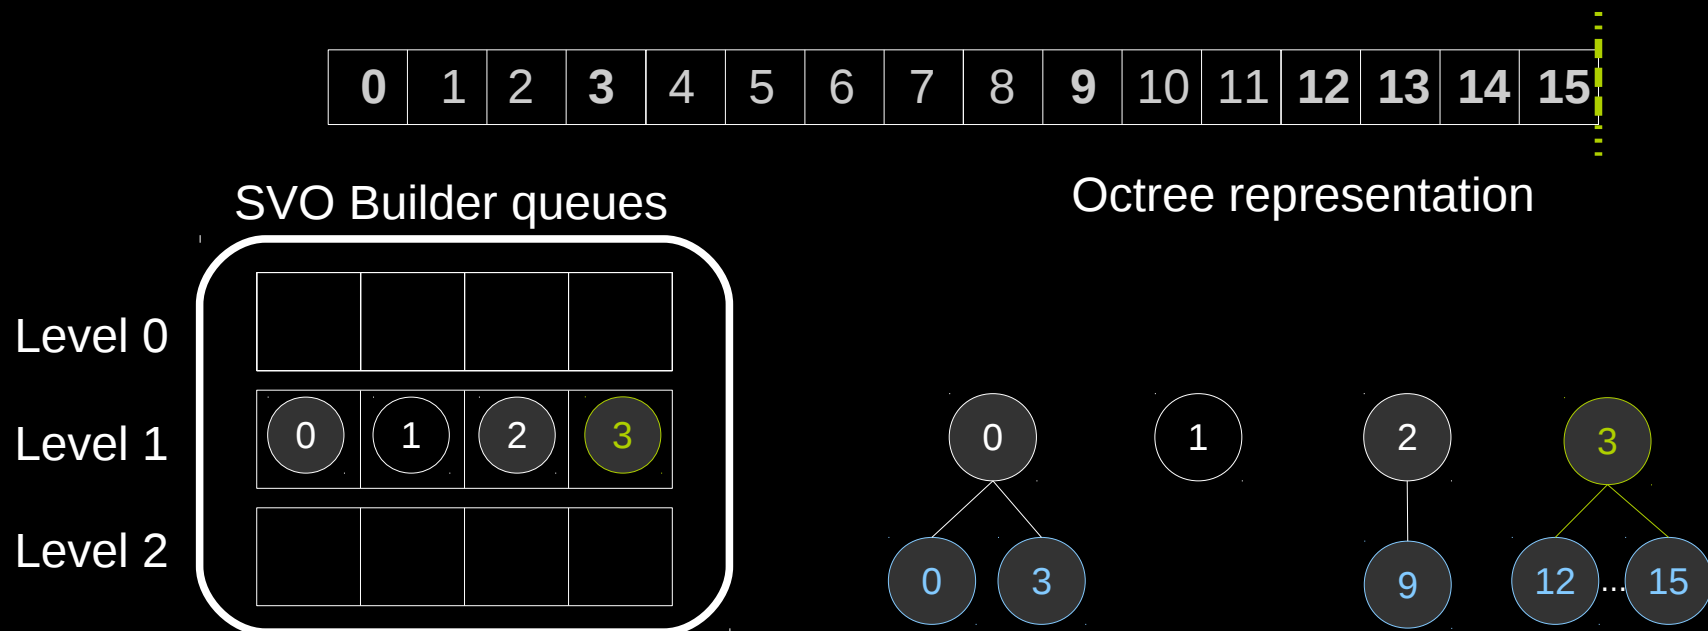 0 1 2 3 4 5 6 7 8 9 10 11 12 13 14 15
SVO Builder queues
Octree representation
Level 0
Level 1
0 1 2 3
0 1 2 3
Level 2
0 3 9 12 ... 15